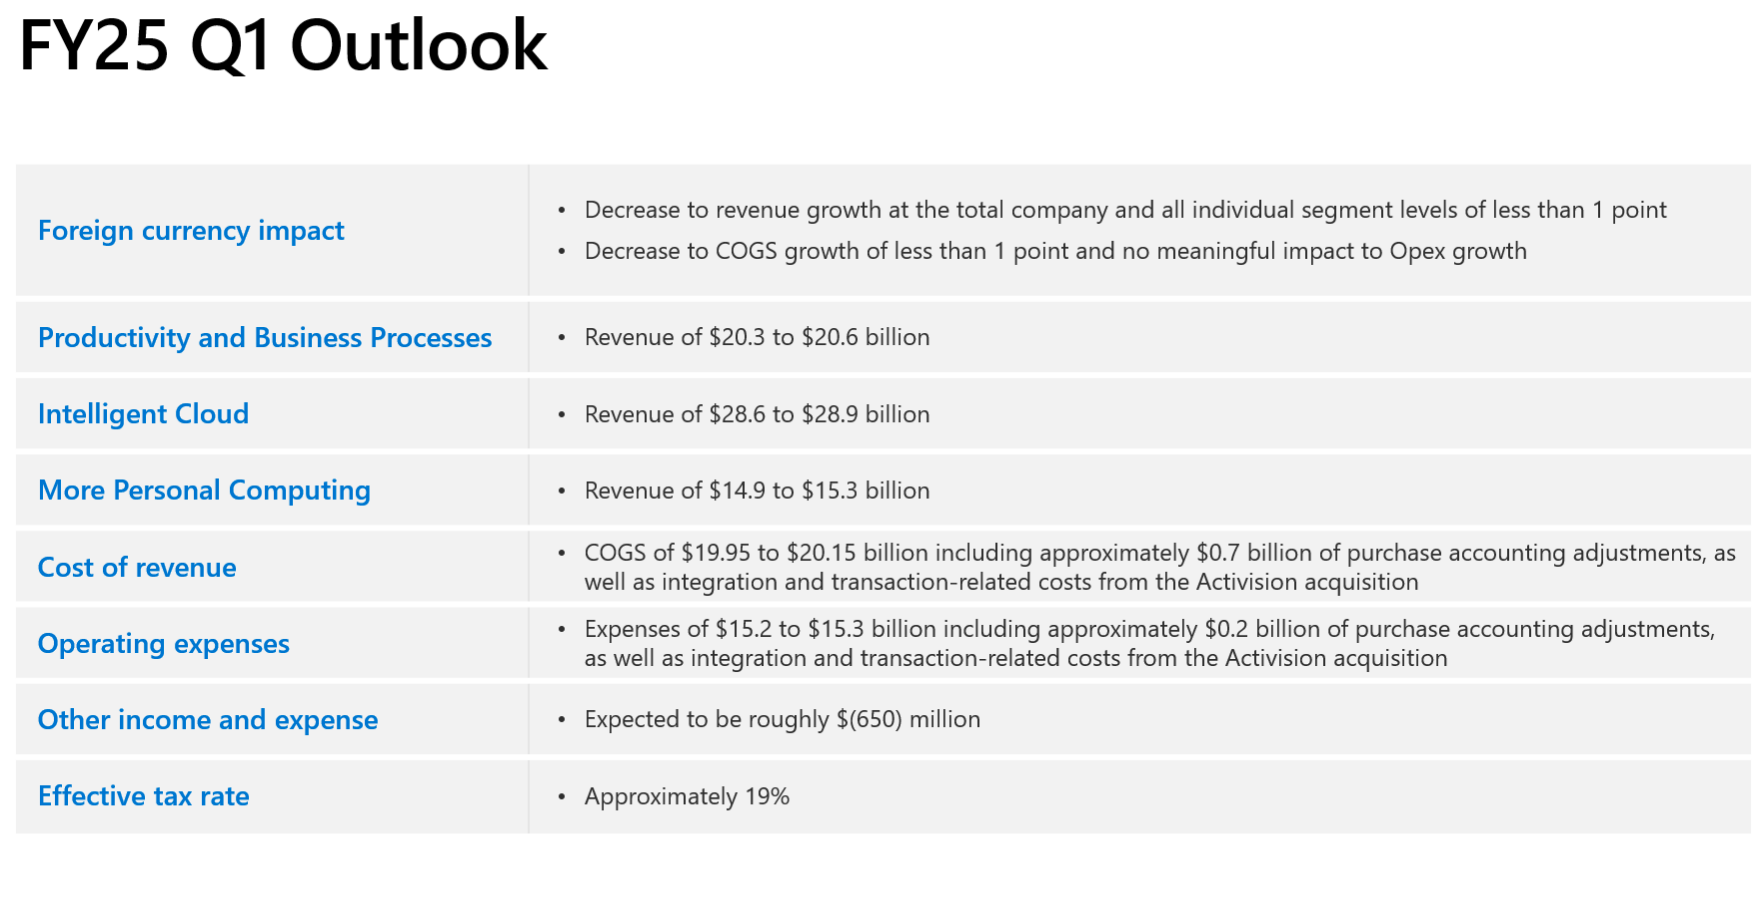 FY25 Q1 Outlook
Foreign currency impact
• Decrease to revenue growth at the total company and all individual segment levels of less than 1 point
• Decrease to COGS growth of less than 1 point and no meaningful impact to Opex growth
Productivity and Business Processes
• Revenue of $20.3 to $20.6 billion
Intelligent Cloud
• Revenue of $28.6 to $28.9 billion
More Personal Computing
• Revenue of $14.9 to $15.3 billion
Cost of revenue
• COGS of $19.95 to $20.15 billion including approximately $0.7 billion of purchase accounting adjustments, as
well as integration and transaction-related costs from the Activision acquisition
Operating expenses
• Expenses of $15.2 to $15.3 billion including approximately $0.2 billion of purchase accounting adjustments,
as well as integration and transaction-related costs from the Activision acquisition
Other income and expense
• Expected to be roughly $(650) million
Effective tax rate
• Approximately 19%